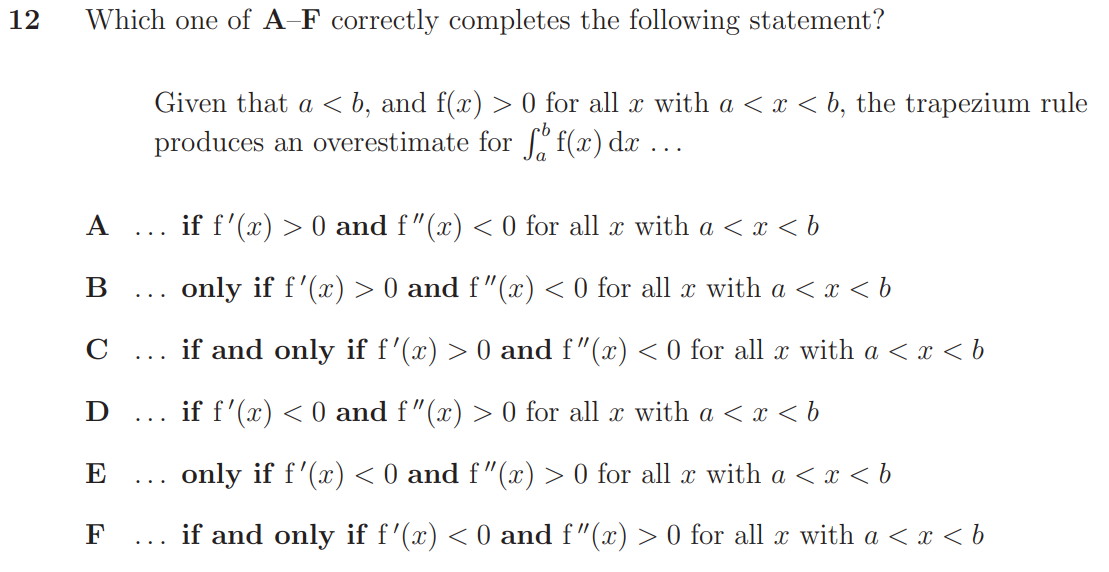 12 Which one of A–F correctly completes the following statement?
Given that a < b, and f(x) > 0 for all x with a < x < b, the trapezium rule
produces an overestimate for ∫ₐᵇ f(x) dx ...
A ... if f′(x) > 0 and f″(x) < 0 for all x with a < x < b
B ... only if f′(x) > 0 and f″(x) < 0 for all x with a < x < b
C ... if and only if f′(x) > 0 and f″(x) < 0 for all x with a < x < b
D ... if f′(x) < 0 and f″(x) > 0 for all x with a < x < b
E ... only if f′(x) < 0 and f″(x) > 0 for all x with a < x < b
F ... if and only if f′(x) < 0 and f″(x) > 0 for all x with a < x < b